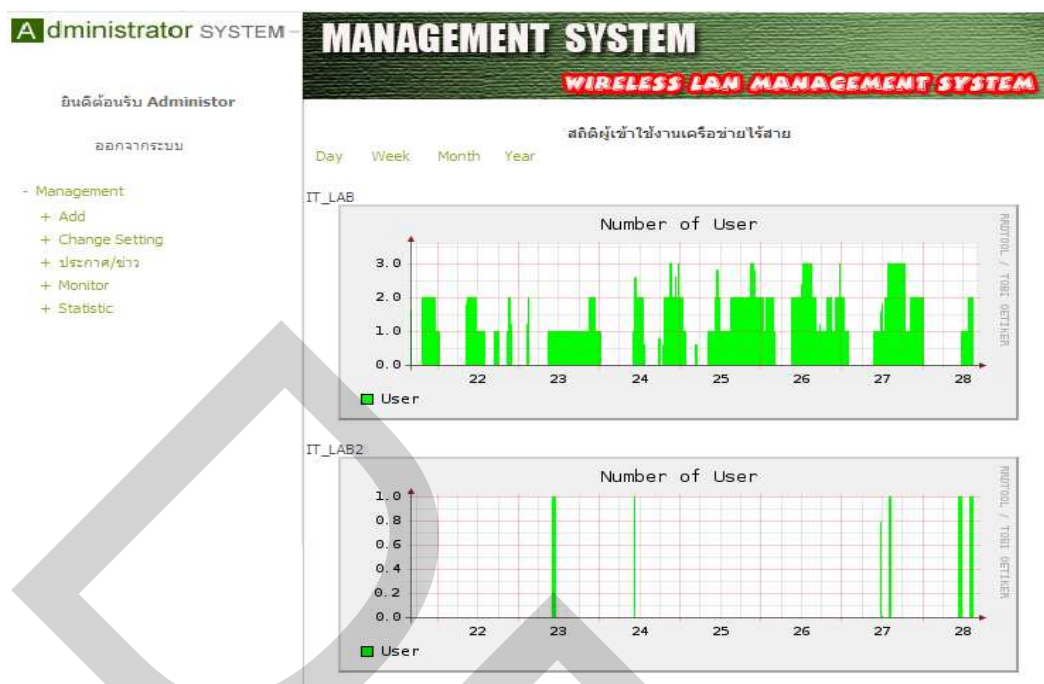 Administrator SYSTEM
ยินดีต้อนรับ Administor
ออกจากระบบ
- Management
+ Add
+ Change Setting
+ ประกาศ/ข่าว
+ Monitor
+ Statistic
MANAGEMENT SYSTEM
WIRELESS LAN MANAGEMENT SYSTEM
สถิติผู้เข้าใช้งานเครือข่ายไร้สาย
Day Week Month Year
IT_LAB
Number of User
3.0
2.0
1.0
0.0
22 23 24 25 26 27 28
User
RRDTOOL / TOBI OETIKER
IT_LAB2
Number of User
1.0
0.8
0.6
0.4
0.2
0.0
22 23 24 25 26 27 28
User
RRDTOOL / TOBI OETIKER